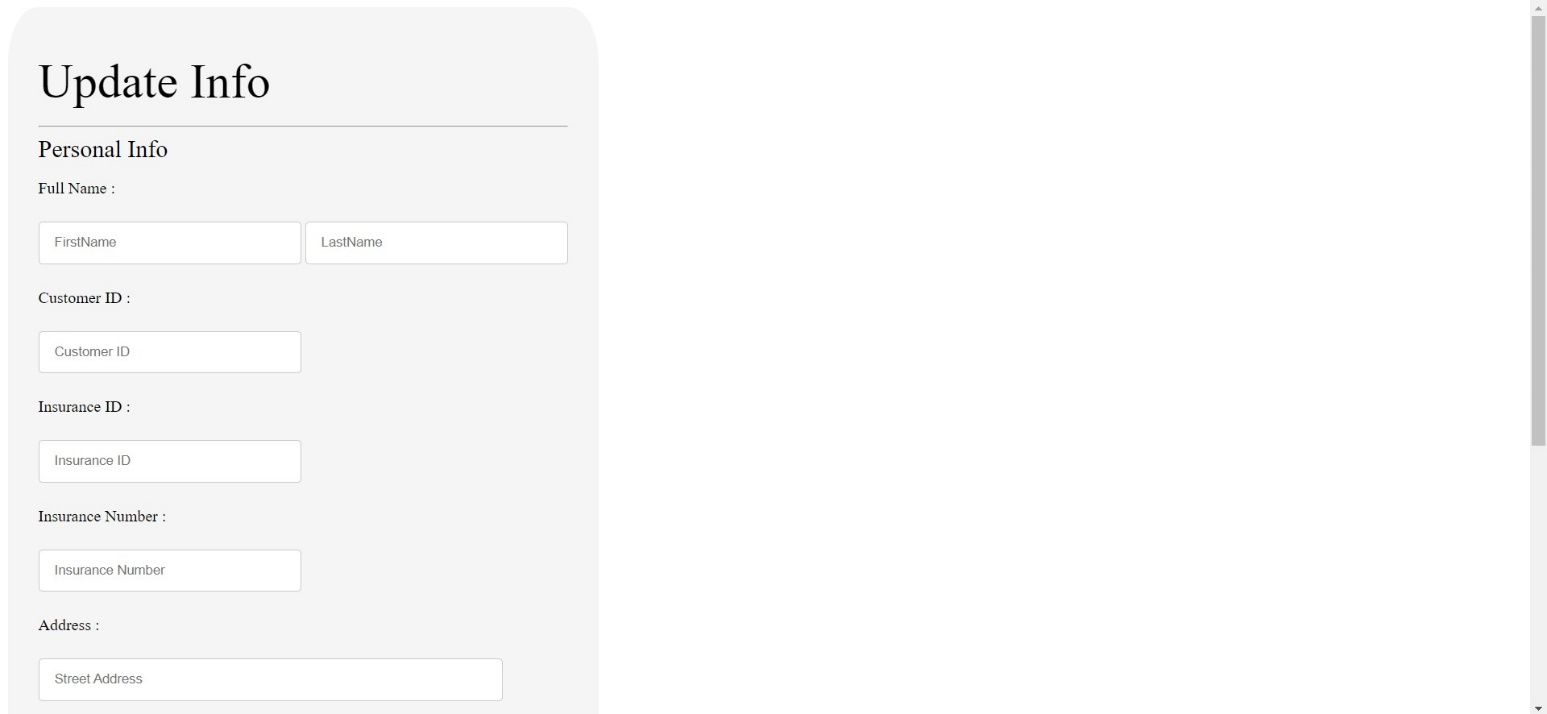 Update Info
Personal Info
Full Name :
FirstName LastName
Customer ID :
Customer ID
Insurance ID :
Insurance ID
Insurance Number :
Insurance Number
Address :
Street Address